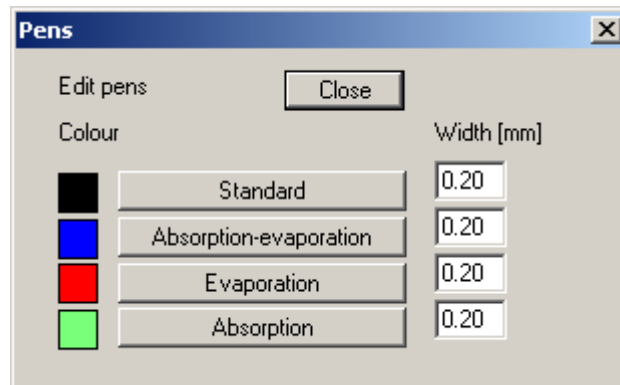 Pens
Edit pens Close
Colour Width [mm]
Standard 0.20
Absorption-evaporation 0.20
Evaporation 0.20
Absorption 0.20